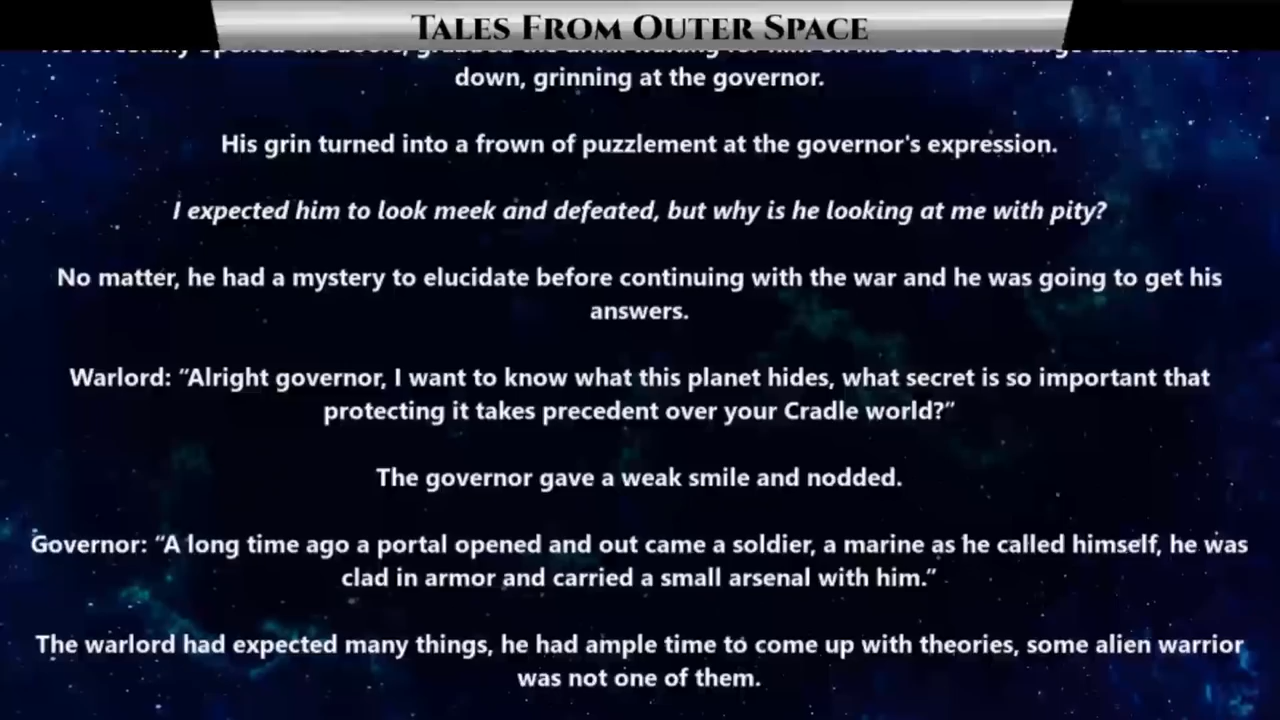 Tales From Outer Space
down, grinning at the governor.
His grin turned into a frown of puzzlement at the governor's expression.
I expected him to look meek and defeated, but why is he looking at me with pity?
No matter, he had a mystery to elucidate before continuing with the war and he was going to get his
answers.
Warlord: “Alright governor, I want to know what this planet hides, what secret is so important that
protecting it takes precedent over your Cradle world?”
The governor gave a weak smile and nodded.
Governor: “A long time ago a portal opened and out came a soldier, a marine as he called himself, he was
clad in armor and carried a small arsenal with him.”
The warlord had expected many things, he had ample time to come up with theories, some alien warrior
was not one of them.